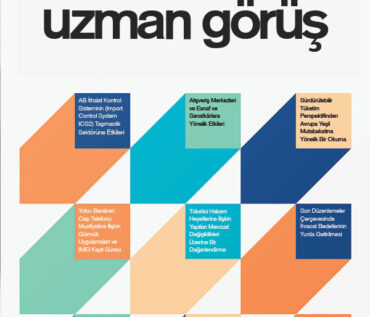 uzman görüş
AB İthalat Kontrol
Sisteminin (Import
Control System
ICS2) Taşımacılık
Sektörüne Etkileri
Alışveriş Merkezleri
ve Esnaf ve
Sanatkârlara
Yönelik Etkileri
Sürdürülebilir
Tüketim
Perspektifinden
Avrupa Yeşil
Mutabakatına
Yönelik Bir Okuma
Yolcu Beraberi
Cep Telefonu
Muafiyetine İlişkin
Gümrük
Uygulamaları ve
IMEI Kayıt Süreci
Tüketici Hakem
Heyetlerine İlişkin
Yapılan Mevzuat
Değişiklikleri
Üzerine Bir
Değerlendirme
Son Düzenlemeler
Çerçevesinde
İhracat Bedellerinin
Yurda Getirilmesi